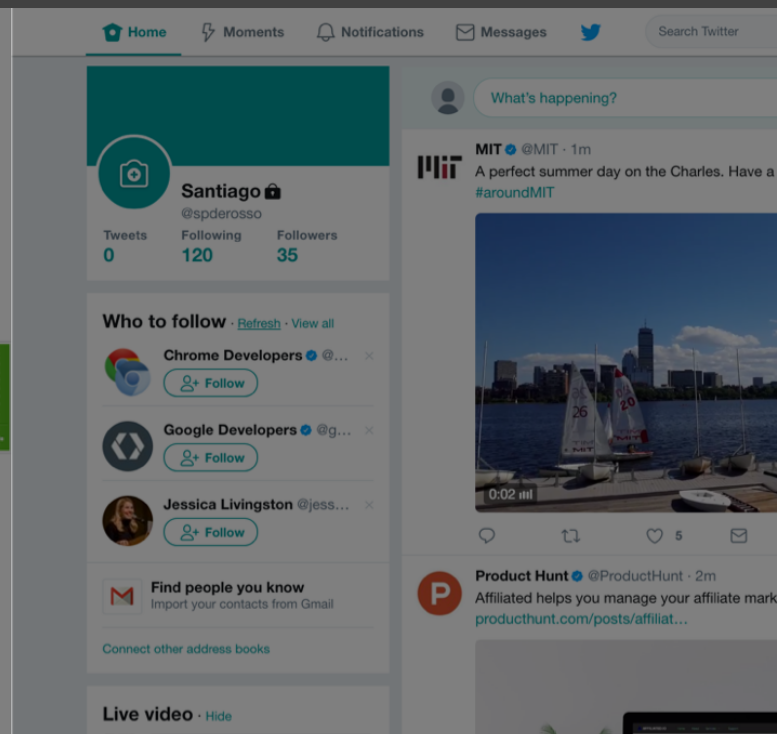 Home Moments Notifications Messages Search Twitter
Santiago
@spderosso
Tweets Following Followers
0 120 35
Who to follow · Refresh · View all
Chrome Developers @...
Follow
Google Developers @g...
Follow
Jessica Livingston @jess...
Follow
Find people you know
Import your contacts from Gmail
Connect other address books
Live video · Hide
What's happening?
MIT @MIT · 1m
A perfect summer day on the Charles. Have a
#aroundMIT
26
20
MIT
0:02
5
Product Hunt @ProductHunt · 2m
Affiliated helps you manage your affiliate mark
producthunt.com/posts/affiliat...